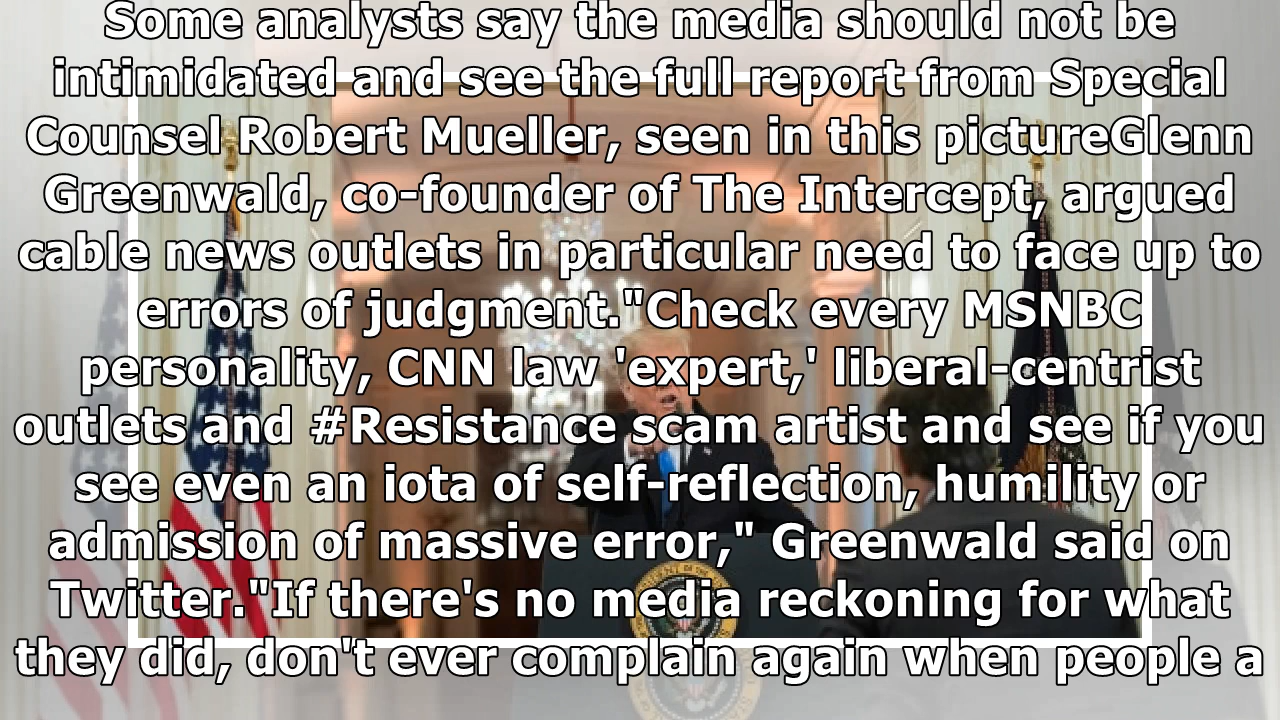 Some analysts say the media should not be
intimidated and see the full report from Special
Counsel Robert Mueller, seen in this pictureGlenn
Greenwald, co-founder of The Intercept, argued
cable news outlets in particular need to face up to
errors of judgment."Check every MSNBC
personality, CNN law 'expert,' liberal-centrist
outlets and #Resistance scam artist and see if you
see even an iota of self-reflection, humility or
admission of massive error," Greenwald said on
Twitter."If there's no media reckoning for what
they did, don't ever complain again when people a